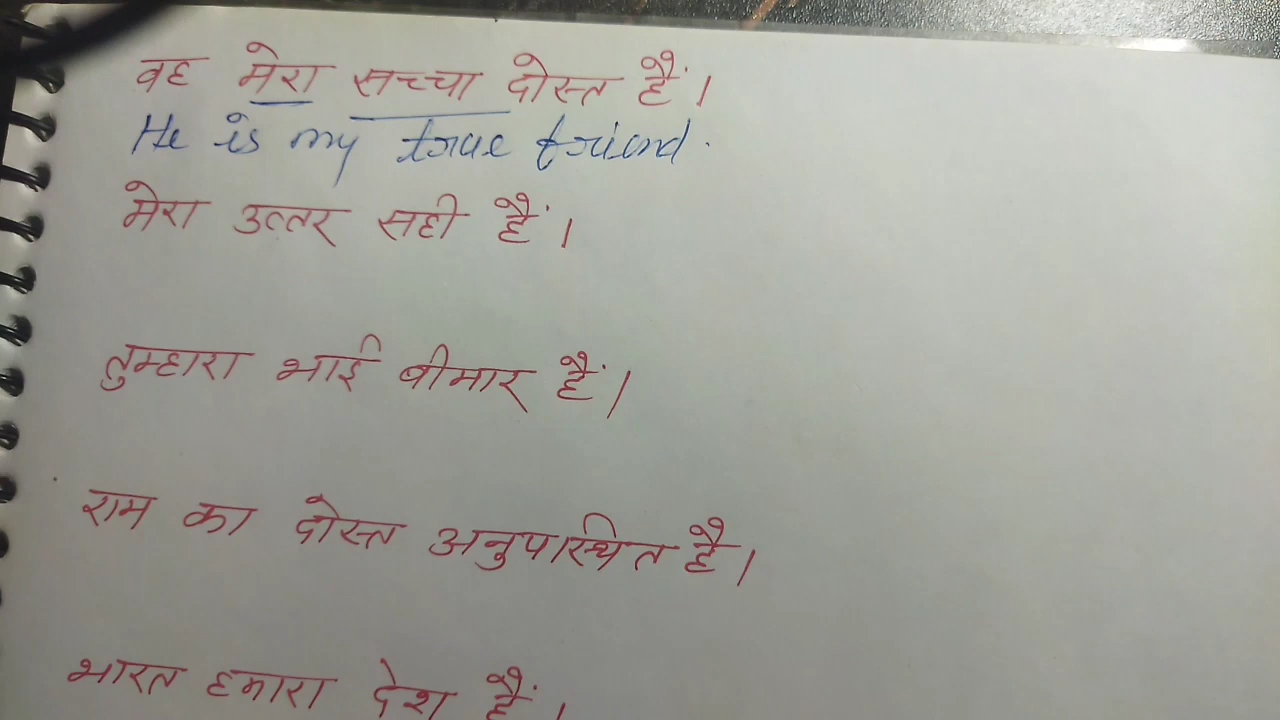 वह मेरा सच्चा दोस्त हैं।
He is my true friend.
मेरा उत्तर सही हैं।
तुम्हारा भाई बीमार हैं।
राम का दोस्त अनुपस्थित है।
भारत हमारा देश हैं।